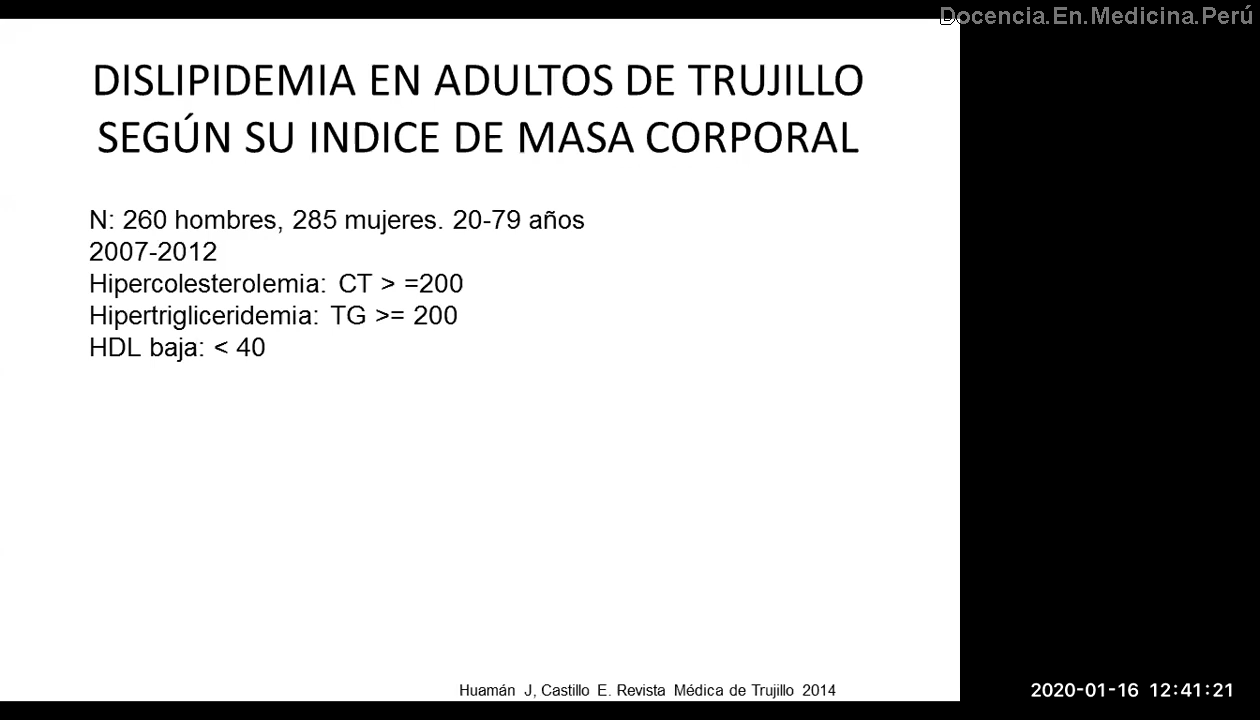 Docencia.En.Medicina.Perú
DISLIPIDEMIA EN ADULTOS DE TRUJILLO
SEGÚN SU INDICE DE MASA CORPORAL
N: 260 hombres, 285 mujeres. 20-79 años
2007-2012
Hipercolesterolemia: CT > =200
Hipertrigliceridemia: TG >= 200
HDL baja: < 40
Huamán J, Castillo E. Revista Médica de Trujillo 2014
2020-01-16 12:41:21